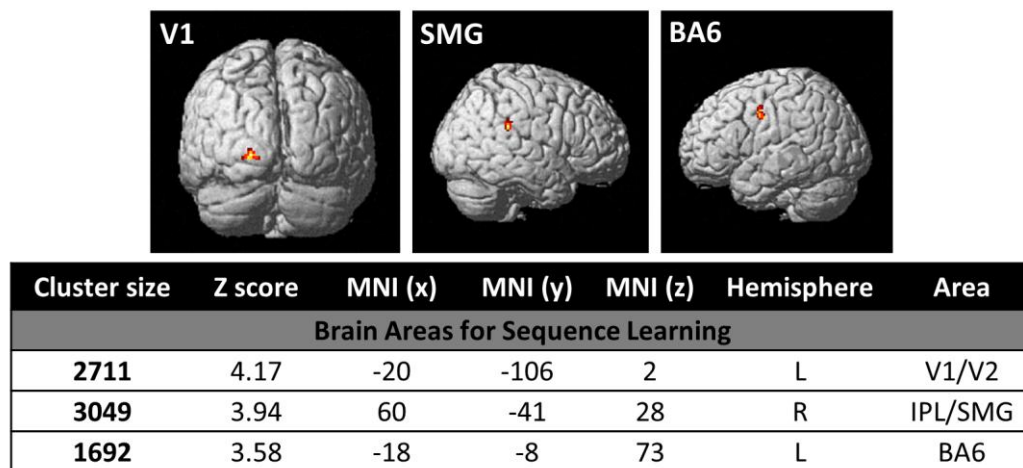 V1 SMG BA6
Cluster size Z score MNI (x) MNI (y) MNI (z) Hemisphere Area
Brain Areas for Sequence Learning
2711 4.17 -20 -106 2 L V1/V2
3049 3.94 60 -41 28 R IPL/SMG
1692 3.58 -18 -8 73 L BA6